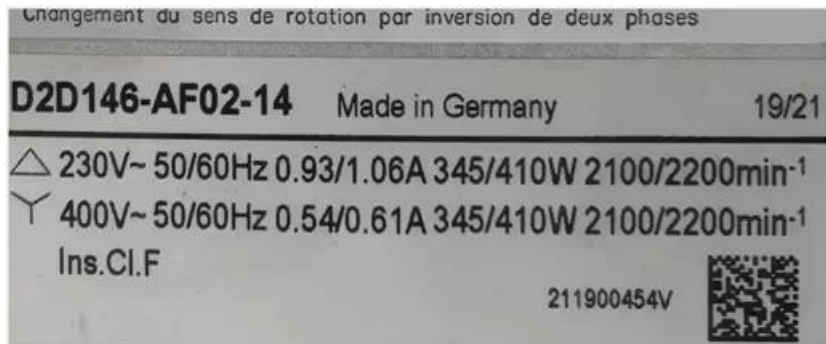 Changement du sens de rotation par inversion de deux phases
D2D146-AF02-14 Made in Germany 19/21
△ 230V~ 50/60Hz 0.93/1.06A 345/410W 2100/2200min-1
Y 400V~ 50/60Hz 0.54/0.61A 345/410W 2100/2200min-1
Ins.Cl.F
211900454V